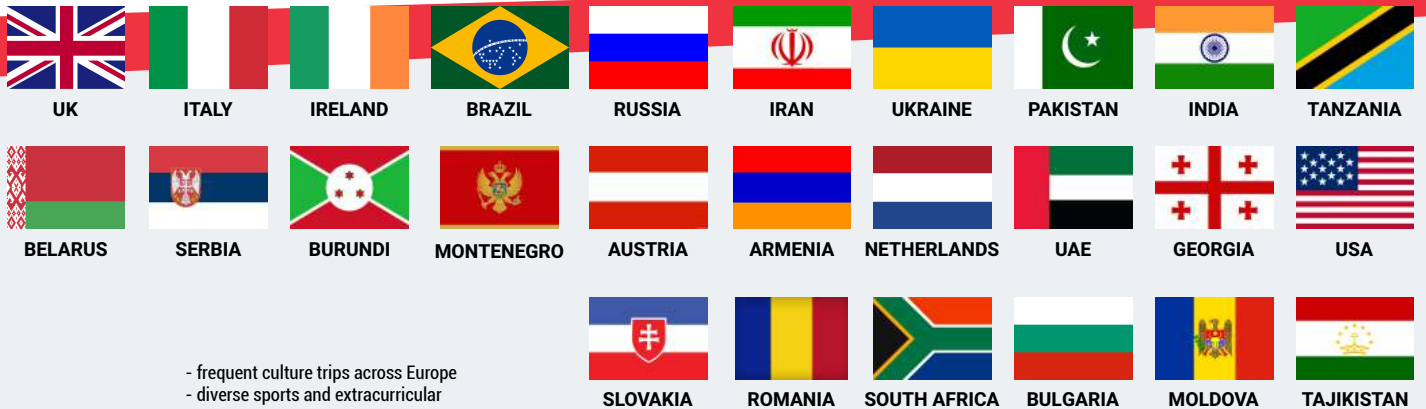 UK ITALY IRELAND BRAZIL RUSSIA IRAN UKRAINE PAKISTAN INDIA TANZANIA
BELARUS SERBIA BURUNDI MONTENEGRO AUSTRIA ARMENIA NETHERLANDS UAE GEORGIA USA
- frequent culture trips across Europe
- diverse sports and extracurricular
SLOVAKIA ROMANIA SOUTH AFRICA BULGARIA MOLDOVA TAJIKISTAN